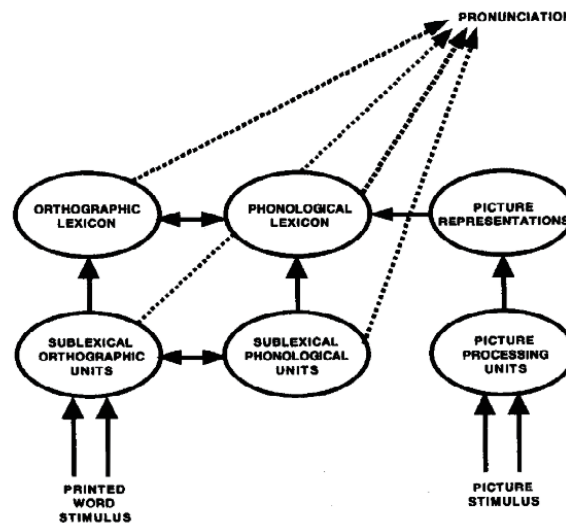 PRONUNCIATION
ORTHOGRAPHIC
LEXICON
PHONOLOGICAL
LEXICON
PICTURE
REPRESENTATIONS
SUBLEXICAL
ORTHOGRAPHIC
UNITS
SUBLEXICAL
PHONOLOGICAL
UNITS
PICTURE
PROCESSING
UNITS
PRINTED
WORD
STIMULUS
PICTURE
STIMULUS